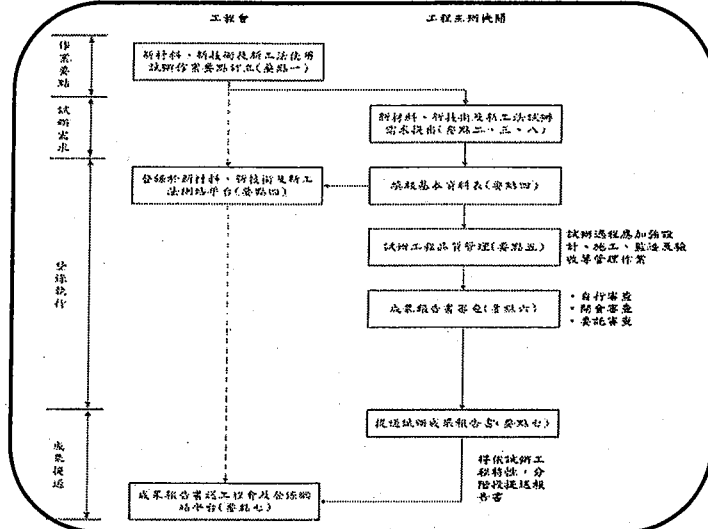 工程會
工程主辦機關
作業要點
新材料、新技術及新工法使用
試辦作業要點訂立(要點一)
試辦需求
新材料、新技術及新工法試辦
需求提出(要點二、三、八)
登錄於新材料、新技術及新工
法網站平台(要點四)
填報基本資料表(要點四)
登錄執行
試辦工程品質管理(要點五)
試辦過程應加強設
計、施工、監造及驗
收等管理作業
成果報告書審查(要點六)
・自行審查
・開會審查
・委託審查
成果提送
提送試辦成果報告書(要點七)
得依試辦工
程特性，分
階段提送報
告書
成果報告書送工程會及登錄網
站平台(要點七)